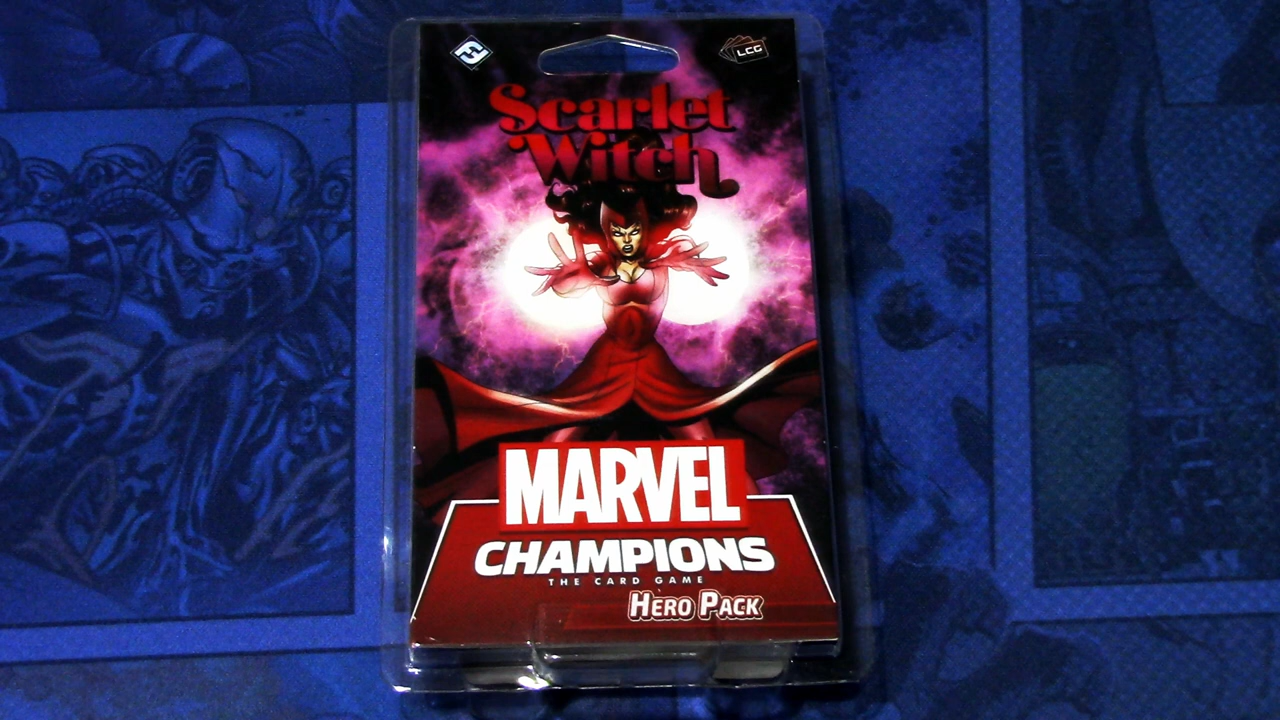 LCG
Scarlet
Witch
MARVEL
CHAMPIONS
THE CARD GAME
HERO PACK